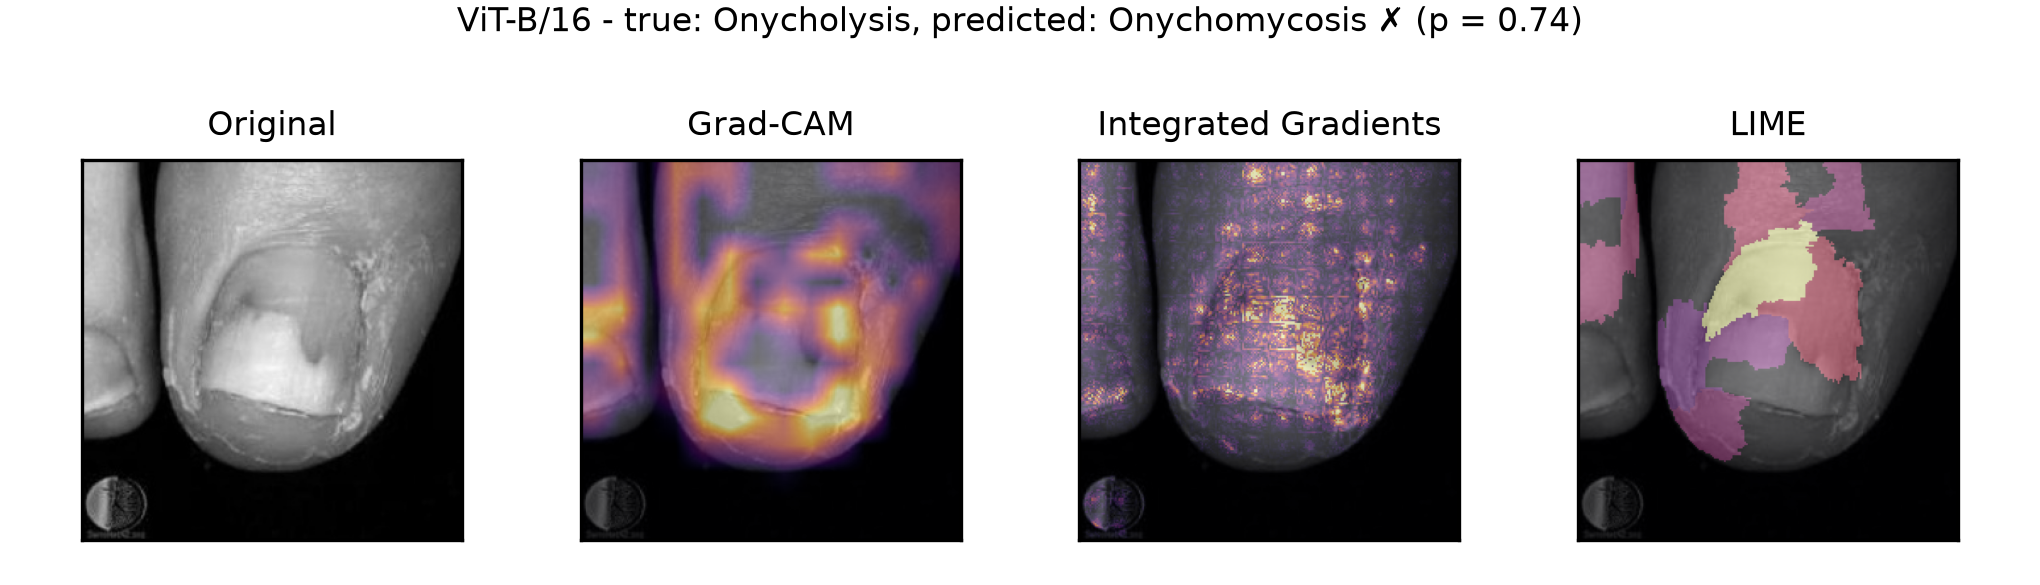 ViT-B/16 - true: Onycholysis, predicted: Onychomycosis ✗ (p = 0.74)
Original
Grad-CAM
Integrated Gradients
LIME